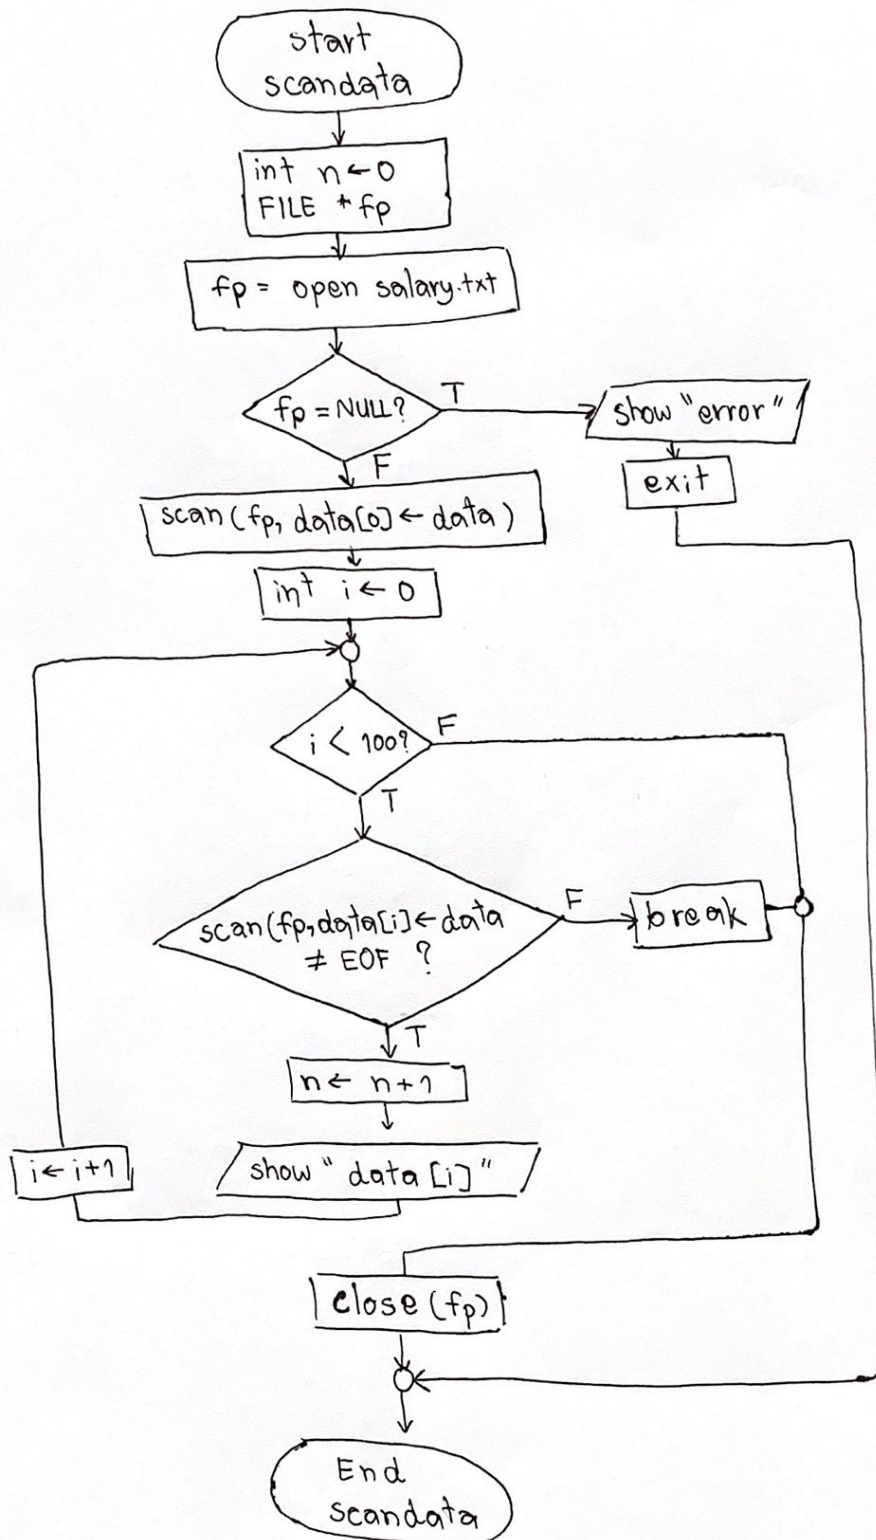 start
scandata
int n ← 0
FILE * fp
fp = open salary.txt
fp = NULL?
T
show "error"
F
exit
scan(fp, data[0] ← data)
int i ← 0
i < 100?
F
T
scan(fp, data[i] ← data
≠ EOF ?
F
break
T
n ← n+1
i ← i+1
show " data [i] "
close (fp)
End
scandata